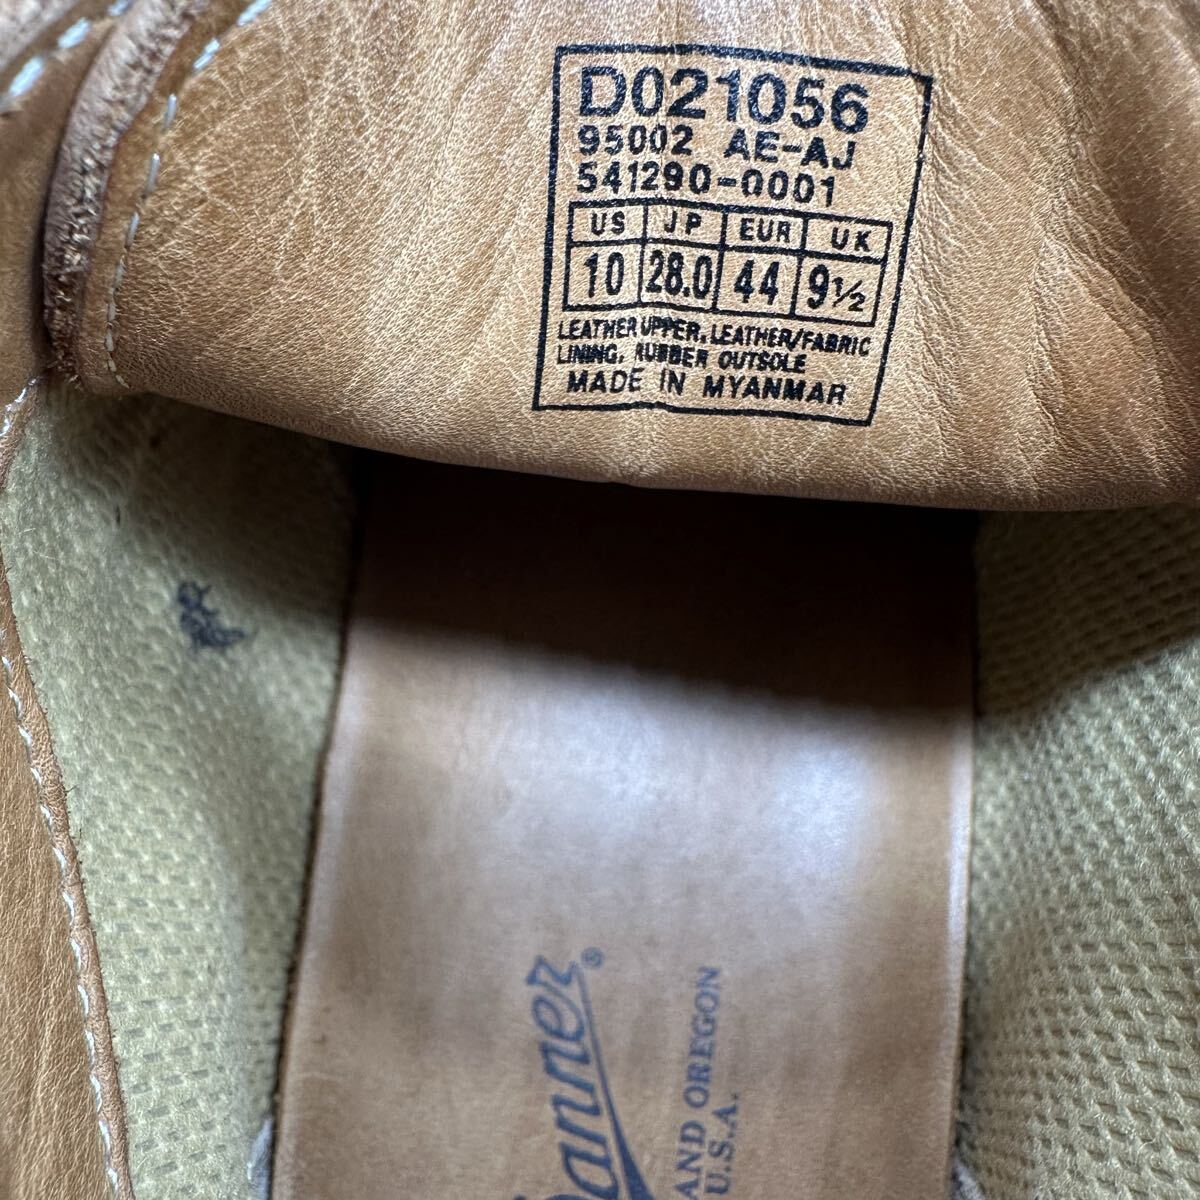 D021056
95002 AE-AJ
541290-0001
US JP EUR UK
10 28.0 44 9½
LEATHER UPPER, LEATHER/FABRIC
LINING, RUBBER OUTSOLE
MADE IN MYANMAR
anner®
AND OREGON
U.S.A.